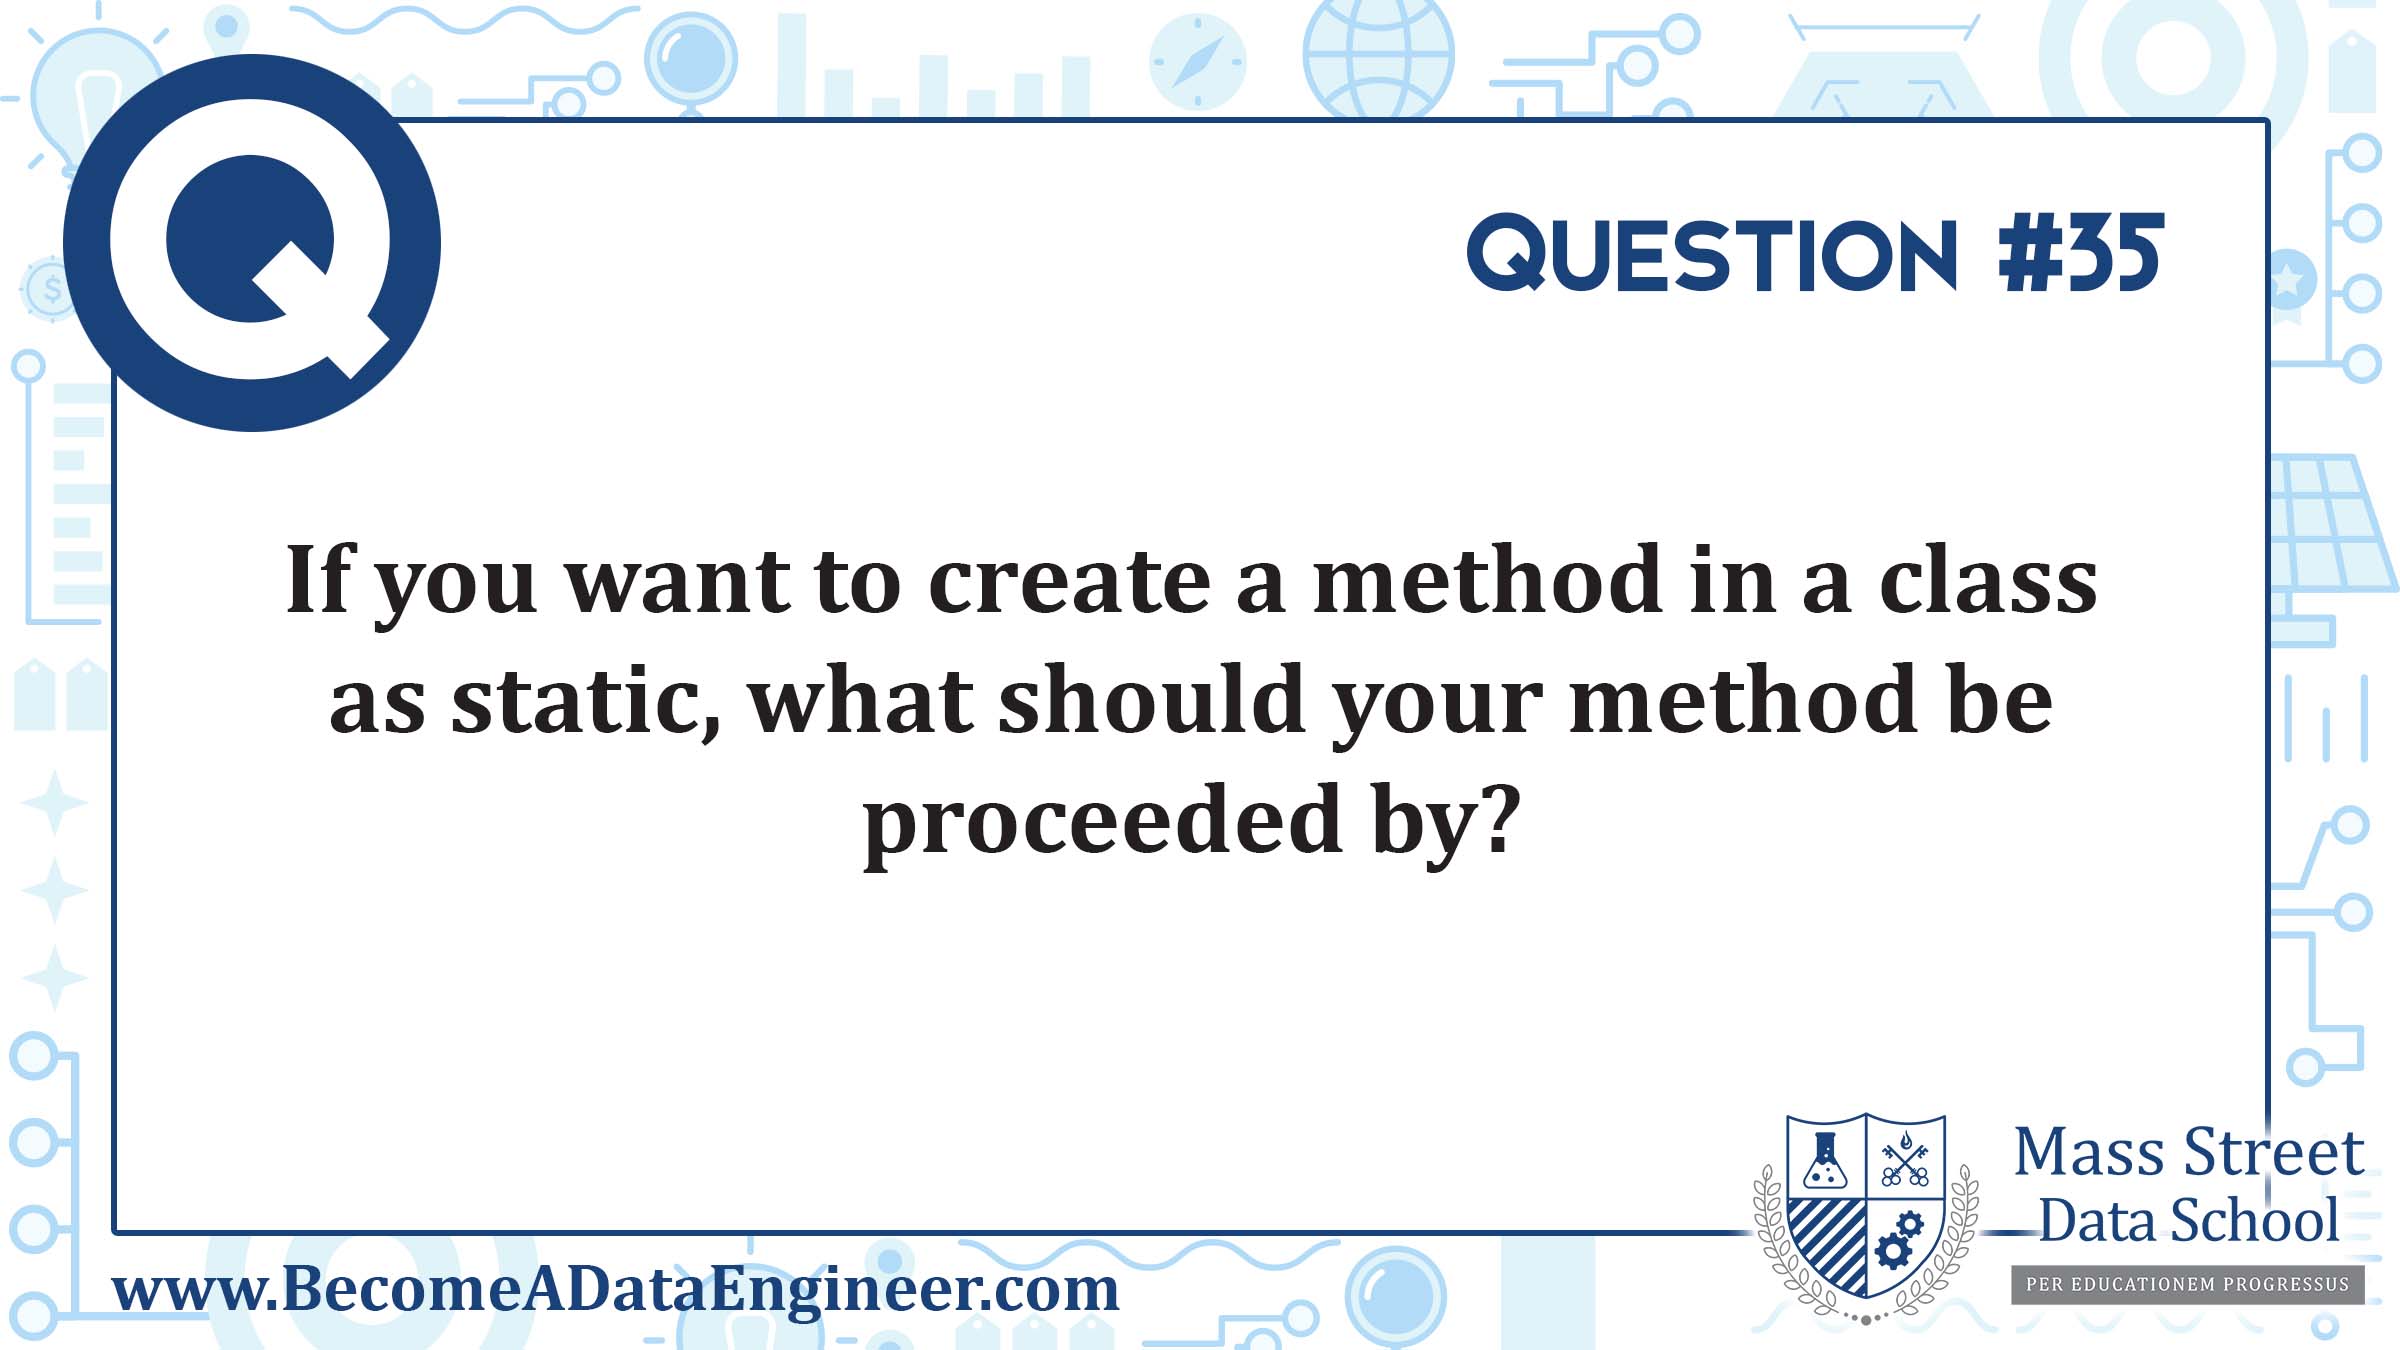 Question #35
If you want to create a method in a class
as static, what should your method be
proceeded by?
Mass Street
Data School
PER EDUCATIONEM PROGRESSUS
www.BecomeADataEngineer.com